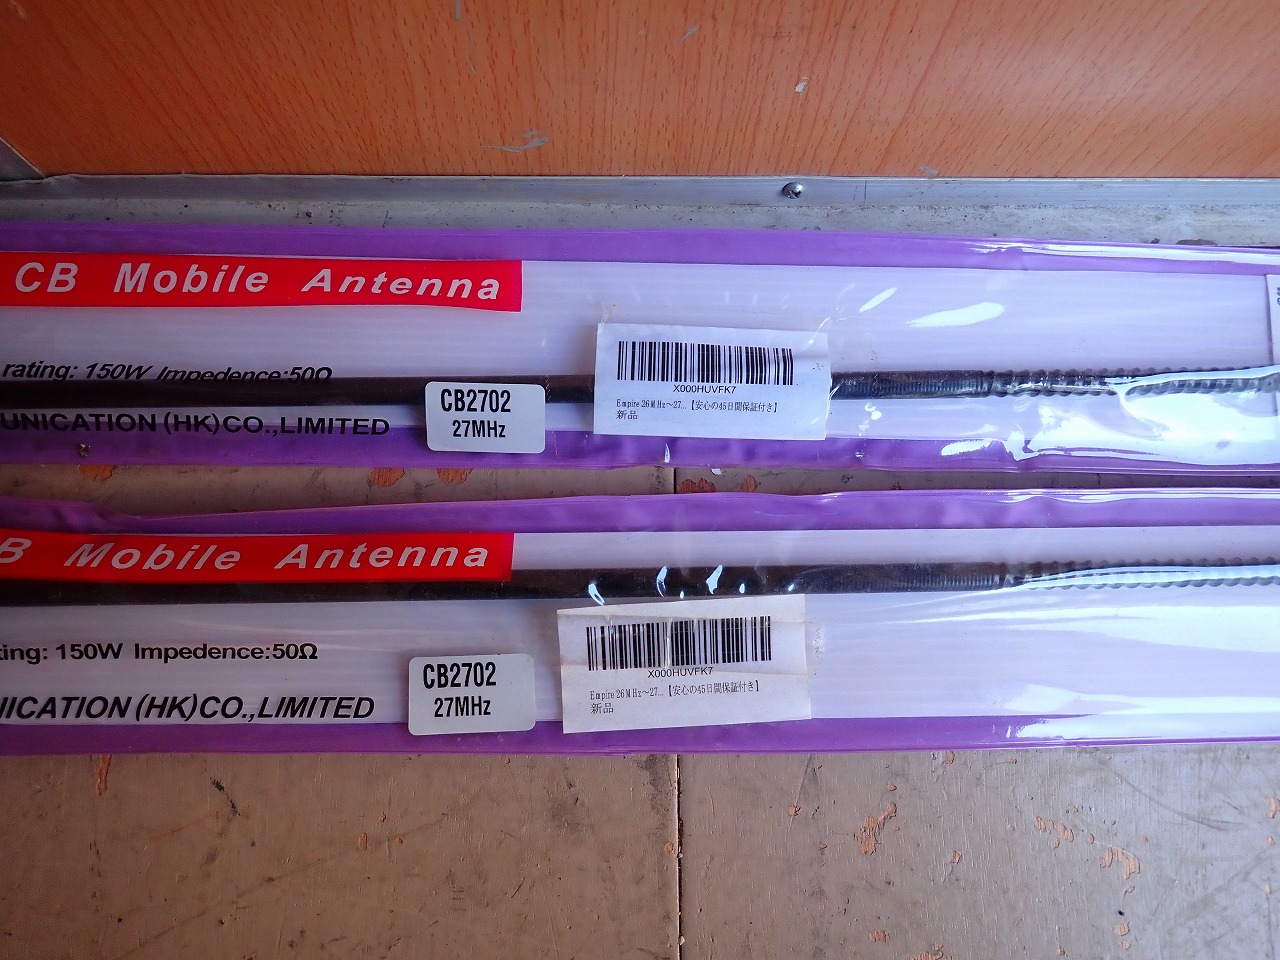 CB Mobile Antenna
rating: 150W Impedence:50Ω
UNICATION (HK)CO.,LIMITED
CB2702
27MHz
X000HUVFK7
Empire 26MHz～27...【安心の45日間保証付き】
新品
B Mobile Antenna
ting: 150W Impedence:50Ω
NICATION (HK)CO.,LIMITED
CB2702
27MHz
X000HUVFK7
Empire 26MHz～27...【安心の45日間保証付き】
新品